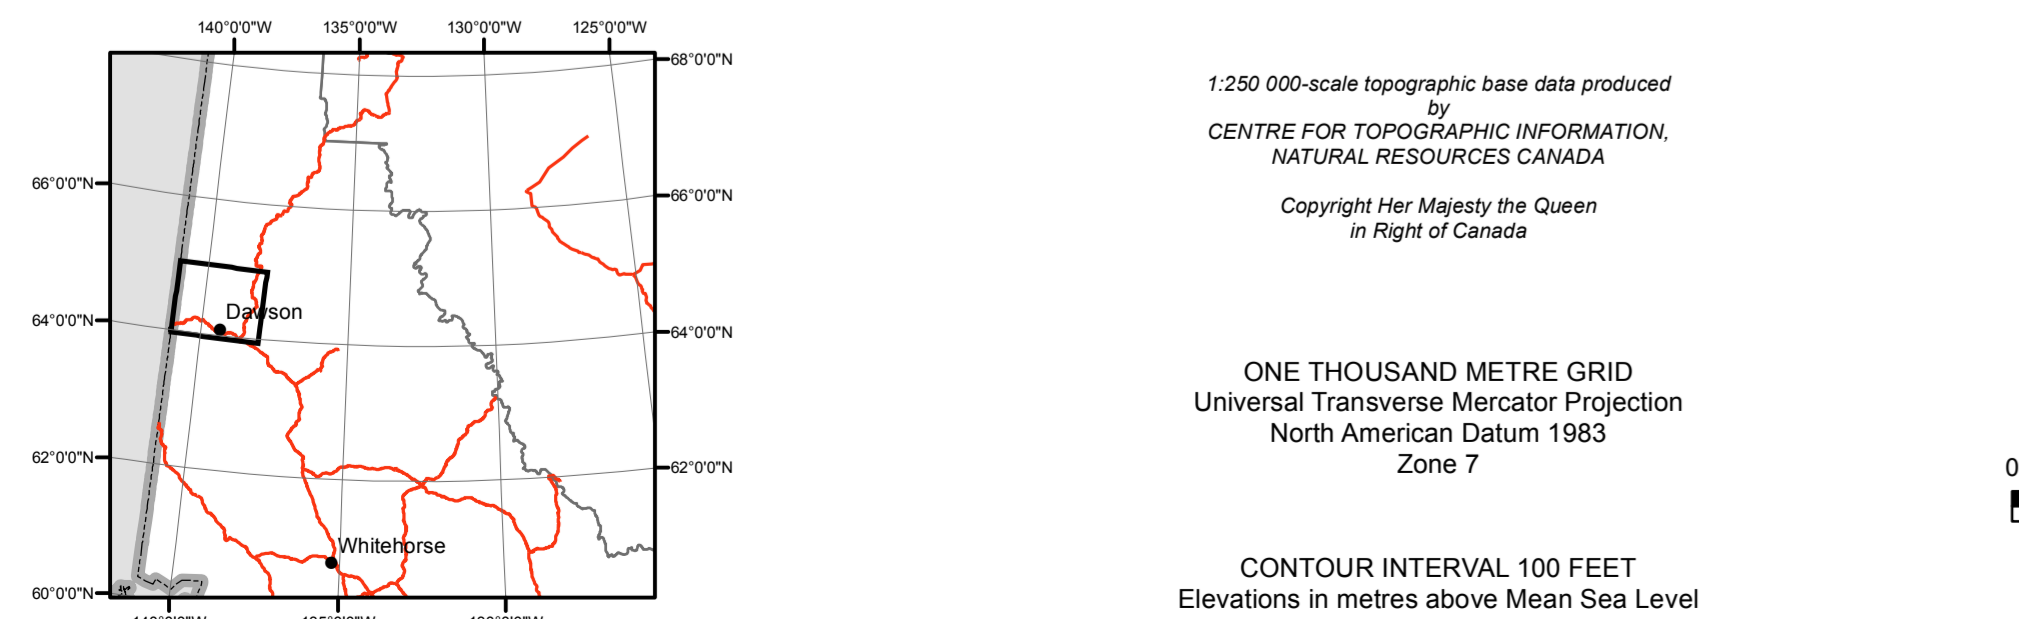 140°0'0"W 135°0'0"W 130°0'0"W 125°0'0"W
68°0'0"N
66°0'0"N 66°0'0"N
Dawson
64°0'0"N 64°0'0"N
62°0'0"N 62°0'0"N
Whitehorse
60°0'0"N
1:250 000-scale topographic base data produced
by
CENTRE FOR TOPOGRAPHIC INFORMATION,
NATURAL RESOURCES CANADA
Copyright Her Majesty the Queen
in Right of Canada
ONE THOUSAND METRE GRID
Universal Transverse Mercator Projection
North American Datum 1983
Zone 7
CONTOUR INTERVAL 100 FEET
Elevations in metres above Mean Sea Level
0